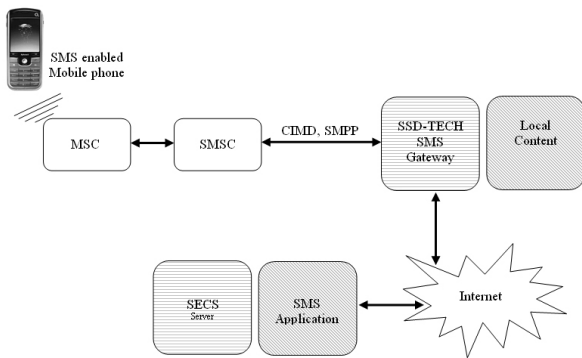 SMS enabled
Mobile phone
MSC
SMSC
CIMD, SMPP
SSD-TECH
SMS
Gateway
Local
Content
SECS
Server
SMS
Application
Internet